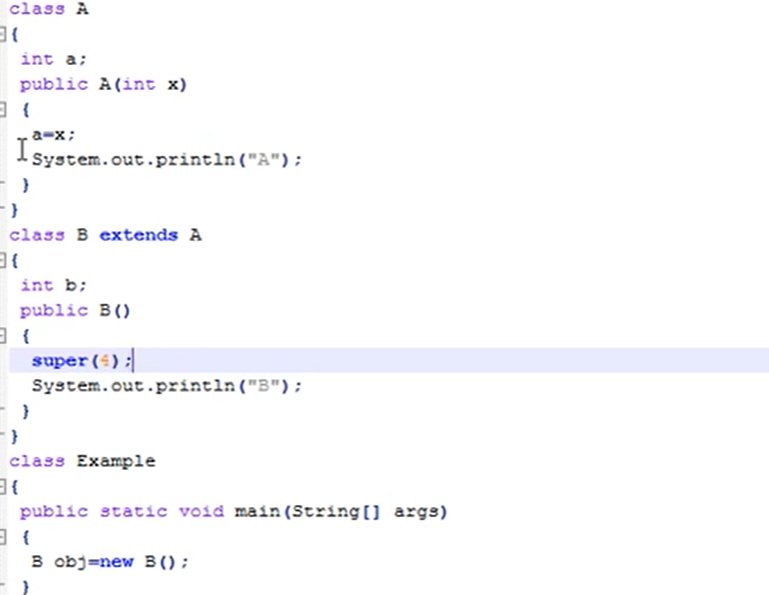 class A
{
int a;
public A(int x)
{
a=x;
System.out.println("A");
}
}
class B extends A
{
int b;
public B()
{
super(4);
System.out.println("B");
}
}
class Example
{
public static void main(String[] args)
{
B obj=new B();
}